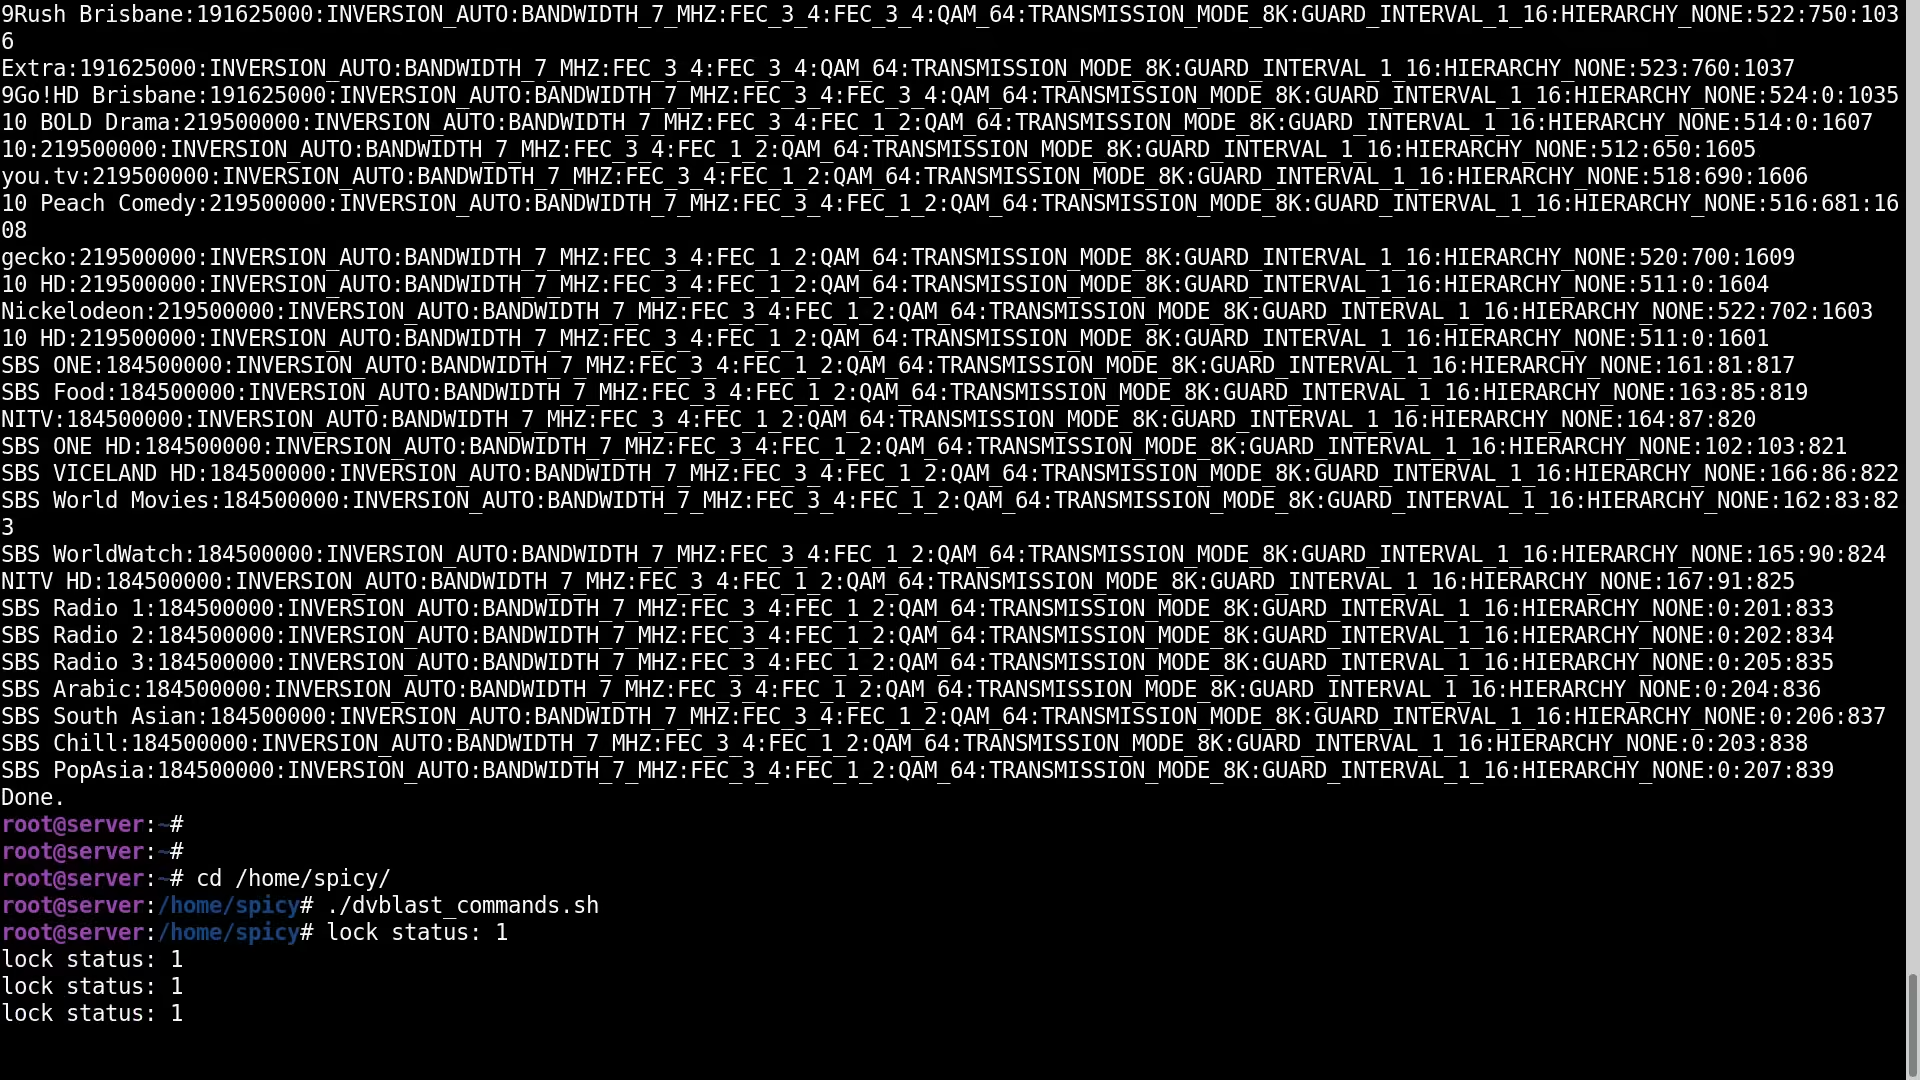 9Rush Brisbane:191625000:INVERSION_AUTO:BANDWIDTH_7_MHZ:FEC_3_4:FEC_3_4:QAM_64:TRANSMISSION_MODE_8K:GUARD_INTERVAL_1_16:HIERARCHY_NONE:522:750:103
6
Extra:191625000:INVERSION_AUTO:BANDWIDTH_7_MHZ:FEC_3_4:FEC_3_4:QAM_64:TRANSMISSION_MODE_8K:GUARD_INTERVAL_1_16:HIERARCHY_NONE:523:760:1037
9Go!HD Brisbane:191625000:INVERSION_AUTO:BANDWIDTH_7_MHZ:FEC_3_4:FEC_3_4:QAM_64:TRANSMISSION_MODE_8K:GUARD_INTERVAL_1_16:HIERARCHY_NONE:524:0:1035
10 BOLD Drama:219500000:INVERSION_AUTO:BANDWIDTH_7_MHZ:FEC_3_4:FEC_1_2:QAM_64:TRANSMISSION_MODE_8K:GUARD_INTERVAL_1_16:HIERARCHY_NONE:514:0:1607
10:219500000:INVERSION_AUTO:BANDWIDTH_7_MHZ:FEC_3_4:FEC_1_2:QAM_64:TRANSMISSION_MODE_8K:GUARD_INTERVAL_1_16:HIERARCHY_NONE:512:650:1605
you.tv:219500000:INVERSION_AUTO:BANDWIDTH_7_MHZ:FEC_3_4:FEC_1_2:QAM_64:TRANSMISSION_MODE_8K:GUARD_INTERVAL_1_16:HIERARCHY_NONE:518:690:1606
10 Peach Comedy:219500000:INVERSION_AUTO:BANDWIDTH_7_MHZ:FEC_3_4:FEC_1_2:QAM_64:TRANSMISSION_MODE_8K:GUARD_INTERVAL_1_16:HIERARCHY_NONE:516:681:16
08
gecko:219500000:INVERSION_AUTO:BANDWIDTH_7_MHZ:FEC_3_4:FEC_1_2:QAM_64:TRANSMISSION_MODE_8K:GUARD_INTERVAL_1_16:HIERARCHY_NONE:520:700:1609
10 HD:219500000:INVERSION_AUTO:BANDWIDTH_7_MHZ:FEC_3_4:FEC_1_2:QAM_64:TRANSMISSION_MODE_8K:GUARD_INTERVAL_1_16:HIERARCHY_NONE:511:0:1604
Nickelodeon:219500000:INVERSION_AUTO:BANDWIDTH_7_MHZ:FEC_3_4:FEC_1_2:QAM_64:TRANSMISSION_MODE_8K:GUARD_INTERVAL_1_16:HIERARCHY_NONE:522:702:1603
10 HD:219500000:INVERSION_AUTO:BANDWIDTH_7_MHZ:FEC_3_4:FEC_1_2:QAM_64:TRANSMISSION_MODE_8K:GUARD_INTERVAL_1_16:HIERARCHY_NONE:511:0:1601
SBS ONE:184500000:INVERSION_AUTO:BANDWIDTH_7_MHZ:FEC_3_4:FEC_1_2:QAM_64:TRANSMISSION_MODE_8K:GUARD_INTERVAL_1_16:HIERARCHY_NONE:161:81:817
SBS Food:184500000:INVERSION_AUTO:BANDWIDTH_7_MHZ:FEC_3_4:FEC_1_2:QAM_64:TRANSMISSION_MODE_8K:GUARD_INTERVAL_1_16:HIERARCHY_NONE:163:85:819
NITV:184500000:INVERSION_AUTO:BANDWIDTH_7_MHZ:FEC_3_4:FEC_1_2:QAM_64:TRANSMISSION_MODE_8K:GUARD_INTERVAL_1_16:HIERARCHY_NONE:164:87:820
SBS ONE HD:184500000:INVERSION_AUTO:BANDWIDTH_7_MHZ:FEC_3_4:FEC_1_2:QAM_64:TRANSMISSION_MODE_8K:GUARD_INTERVAL_1_16:HIERARCHY_NONE:102:103:821
SBS VICELAND HD:184500000:INVERSION_AUTO:BANDWIDTH_7_MHZ:FEC_3_4:FEC_1_2:QAM_64:TRANSMISSION_MODE_8K:GUARD_INTERVAL_1_16:HIERARCHY_NONE:166:86:822
SBS World Movies:184500000:INVERSION_AUTO:BANDWIDTH_7_MHZ:FEC_3_4:FEC_1_2:QAM_64:TRANSMISSION_MODE_8K:GUARD_INTERVAL_1_16:HIERARCHY_NONE:162:83:82
3
SBS WorldWatch:184500000:INVERSION_AUTO:BANDWIDTH_7_MHZ:FEC_3_4:FEC_1_2:QAM_64:TRANSMISSION_MODE_8K:GUARD_INTERVAL_1_16:HIERARCHY_NONE:165:90:824
NITV HD:184500000:INVERSION_AUTO:BANDWIDTH_7_MHZ:FEC_3_4:FEC_1_2:QAM_64:TRANSMISSION_MODE_8K:GUARD_INTERVAL_1_16:HIERARCHY_NONE:167:91:825
SBS Radio 1:184500000:INVERSION_AUTO:BANDWIDTH_7_MHZ:FEC_3_4:FEC_1_2:QAM_64:TRANSMISSION_MODE_8K:GUARD_INTERVAL_1_16:HIERARCHY_NONE:0:201:833
SBS Radio 2:184500000:INVERSION_AUTO:BANDWIDTH_7_MHZ:FEC_3_4:FEC_1_2:QAM_64:TRANSMISSION_MODE_8K:GUARD_INTERVAL_1_16:HIERARCHY_NONE:0:202:834
SBS Radio 3:184500000:INVERSION_AUTO:BANDWIDTH_7_MHZ:FEC_3_4:FEC_1_2:QAM_64:TRANSMISSION_MODE_8K:GUARD_INTERVAL_1_16:HIERARCHY_NONE:0:205:835
SBS Arabic:184500000:INVERSION_AUTO:BANDWIDTH_7_MHZ:FEC_3_4:FEC_1_2:QAM_64:TRANSMISSION_MODE_8K:GUARD_INTERVAL_1_16:HIERARCHY_NONE:0:204:836
SBS South Asian:184500000:INVERSION_AUTO:BANDWIDTH_7_MHZ:FEC_3_4:FEC_1_2:QAM_64:TRANSMISSION_MODE_8K:GUARD_INTERVAL_1_16:HIERARCHY_NONE:0:206:837
SBS Chill:184500000:INVERSION_AUTO:BANDWIDTH_7_MHZ:FEC_3_4:FEC_1_2:QAM_64:TRANSMISSION_MODE_8K:GUARD_INTERVAL_1_16:HIERARCHY_NONE:0:203:838
SBS PopAsia:184500000:INVERSION_AUTO:BANDWIDTH_7_MHZ:FEC_3_4:FEC_1_2:QAM_64:TRANSMISSION_MODE_8K:GUARD_INTERVAL_1_16:HIERARCHY_NONE:0:207:839
Done.
root@server:~#
root@server:~#
root@server:~# cd /home/spicy/
root@server:/home/spicy# ./dvblast_commands.sh
root@server:/home/spicy# lock status: 1
lock status: 1
lock status: 1
lock status: 1